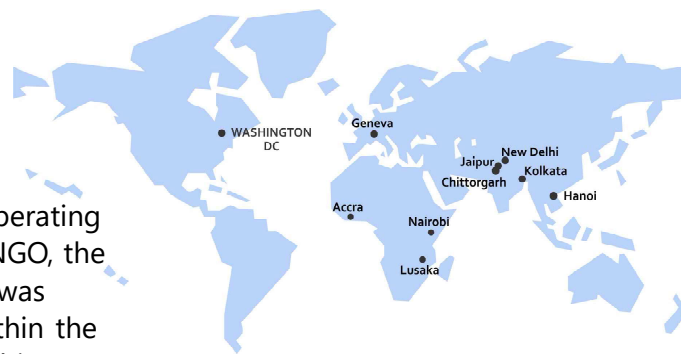 Geneva
WASHINGTON
DC
New Delhi
Jaipur
Kolkata
Chittorgarh
Hanoi
Accra
Nairobi
Lusaka
perating
NGO, the
was
thin the